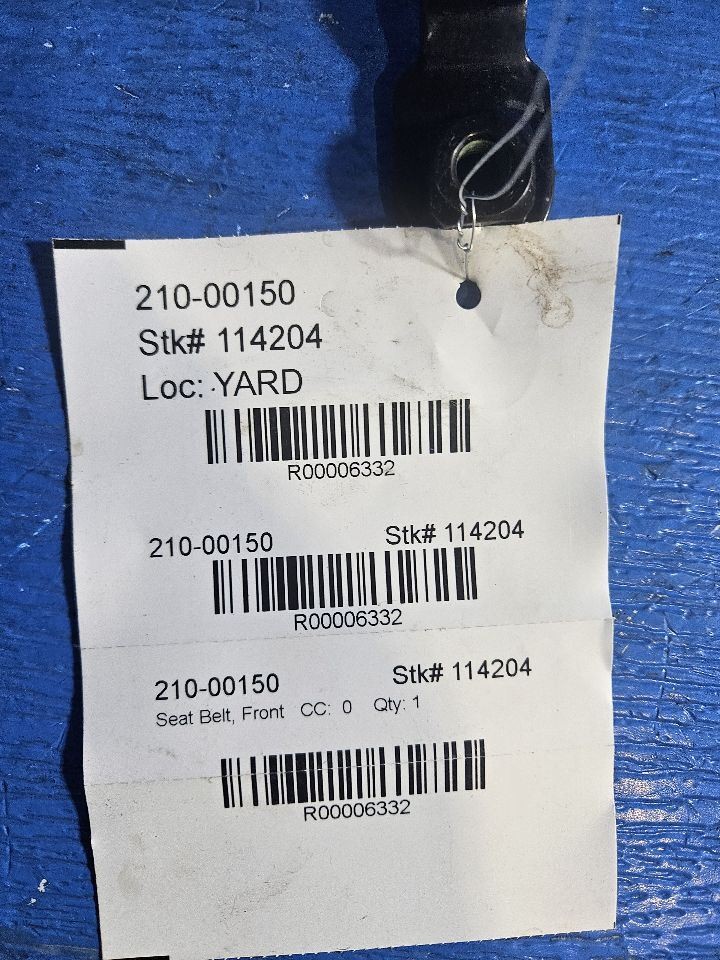 210-00150
Stk# 114204
Loc: YARD
R00006332
210-00150 Stk# 114204
R00006332
210-00150 Stk# 114204
Seat Belt, Front CC: 0 Qty: 1
R00006332